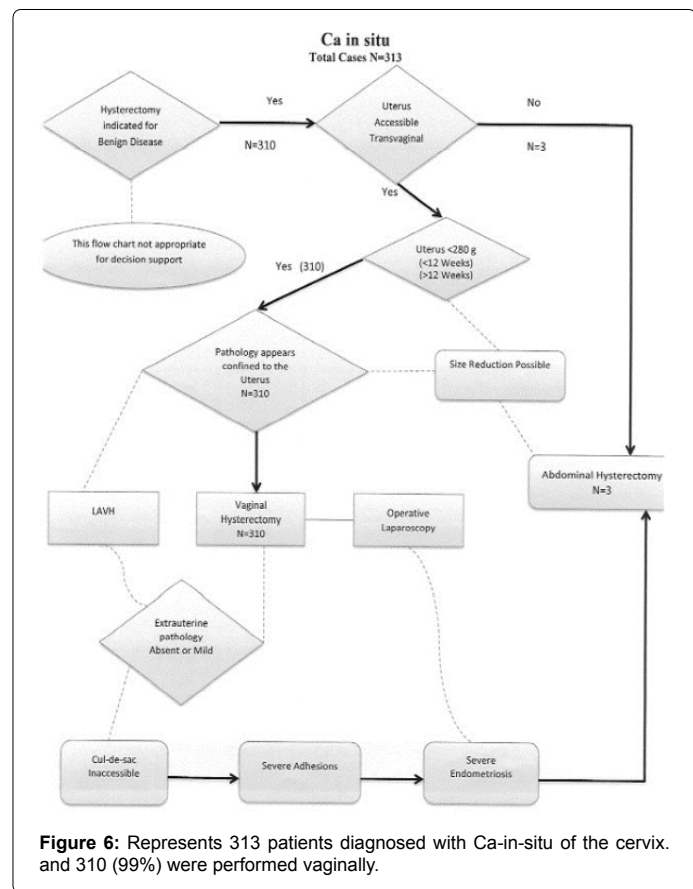 Ca in situ
Total Cases N=313
Hysterectomy
indicated for
Benign Disease
Yes
N=310
Uterus
Accessible
Transvaginal
No
N=3
Yes
This flow chart not appropriate
for decision support
Uterus <280 g
(<12 Weeks)
(>12 Weeks)
Yes (310)
Pathology appears
confined to the
Uterus
N=310
Size Reduction Possible
Abdominal Hysterectomy
N=3
LAVH
Vaginal
Hysterectomy
N=310
Operative
Laparoscopy
Extrauterine
pathology
Absent or Mild
Cul-de-sac
Inaccessible
Severe Adhesions
Severe
Endometriosis
Figure 6: Represents 313 patients diagnosed with Ca-in-situ of the cervix.
and 310 (99%) were performed vaginally.